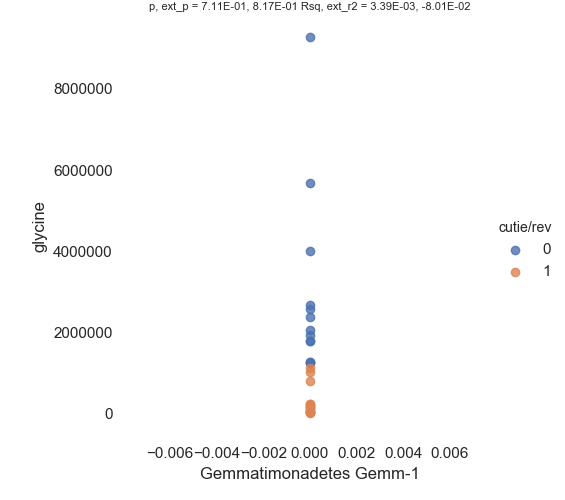 p, ext_p = 7.11E-01, 8.17E-01 Rsq, ext_r2 = 3.39E-03, -8.01E-02
8000000
6000000
4000000
2000000
0
glycine
cutie/rev
0
1
−0.006 −0.004 −0.002 0.000 0.002 0.004 0.006
Gemmatimonadetes Gemm-1